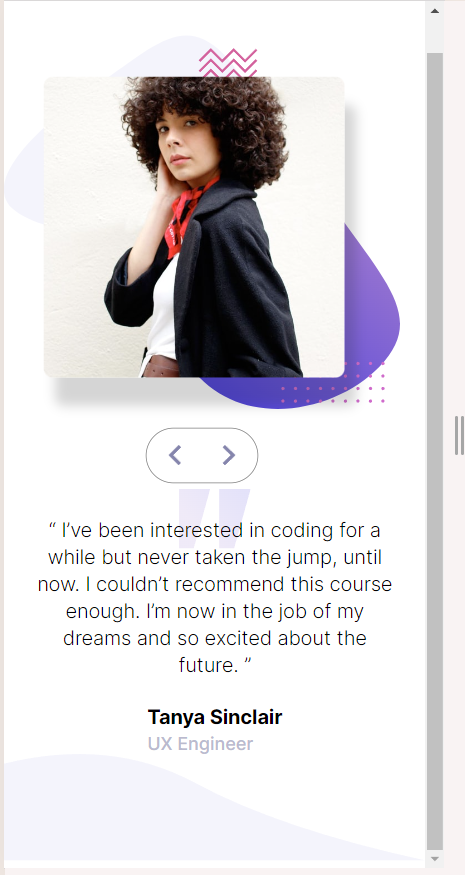 “ I’ve been interested in coding for a
while but never taken the jump, until
now. I couldn’t recommend this course
enough. I’m now in the job of my
dreams and so excited about the
future. ”
Tanya Sinclair
UX Engineer